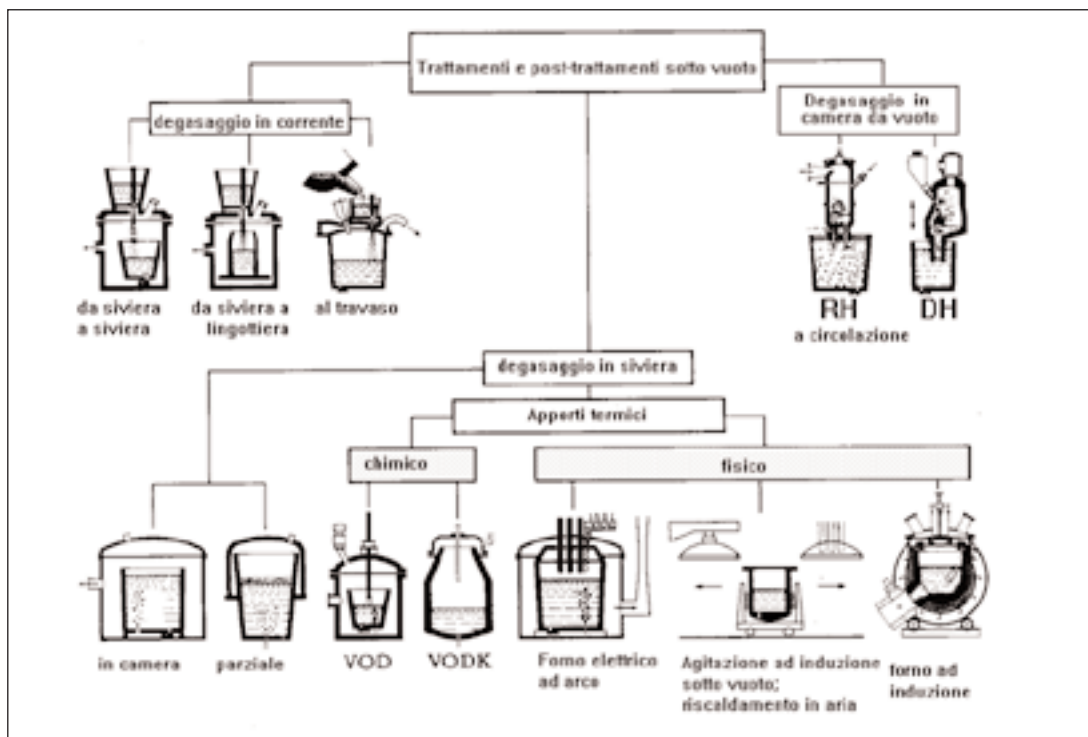 Trattamenti e post-trattamenti sotto vuoto
degasaggio in corrente
Degasaggio in
camera da vuoto
da siviera
a siviera
da siviera a
lingottiera
al travaso
RH
a circolazione
DH
degasaggio in siviera
Apporti termici
chimico
fisico
in camera
parziale
VOD
VODK
Forno elettrico
ad arco
Agitazione ad induzione
sotto vuoto;
riscaldamento in aria
forno ad
induzione